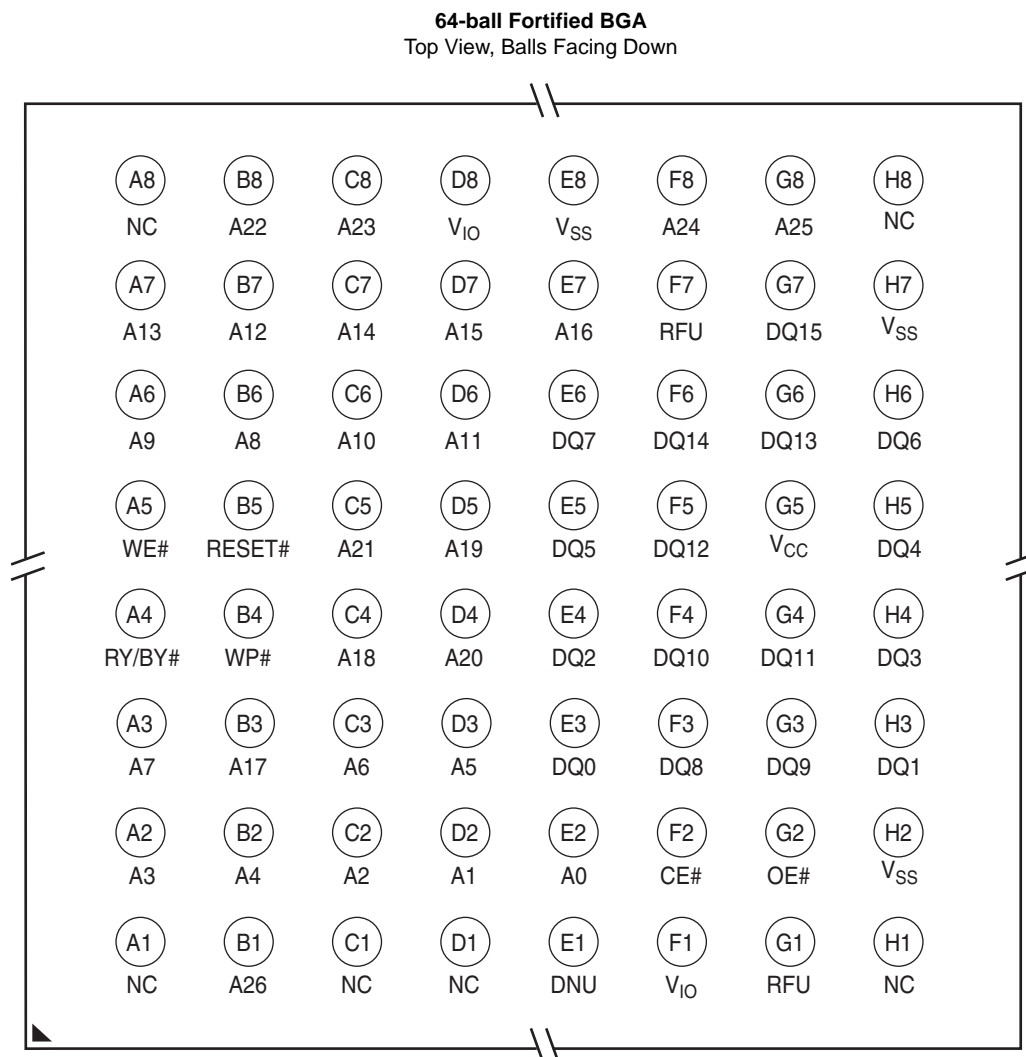 64-ball Fortified BGA
Top View, Balls Facing Down
A8 B8 C8 D8 E8 F8 G8 H8
NC A22 A23 VIO VSS A24 A25 NC
A7 B7 C7 D7 E7 F7 G7 H7
A13 A12 A14 A15 A16 RFU DQ15 VSS
A6 B6 C6 D6 E6 F6 G6 H6
A9 A8 A10 A11 DQ7 DQ14 DQ13 DQ6
A5 B5 C5 D5 E5 F5 G5 H5
WE# RESET# A21 A19 DQ5 DQ12 VCC DQ4
A4 B4 C4 D4 E4 F4 G4 H4
RY/BY# WP# A18 A20 DQ2 DQ10 DQ11 DQ3
A3 B3 C3 D3 E3 F3 G3 H3
A7 A17 A6 A5 DQ0 DQ8 DQ9 DQ1
A2 B2 C2 D2 E2 F2 G2 H2
A3 A4 A2 A1 A0 CE# OE# VSS
A1 B1 C1 D1 E1 F1 G1 H1
NC A26 NC NC DNU VIO RFU NC